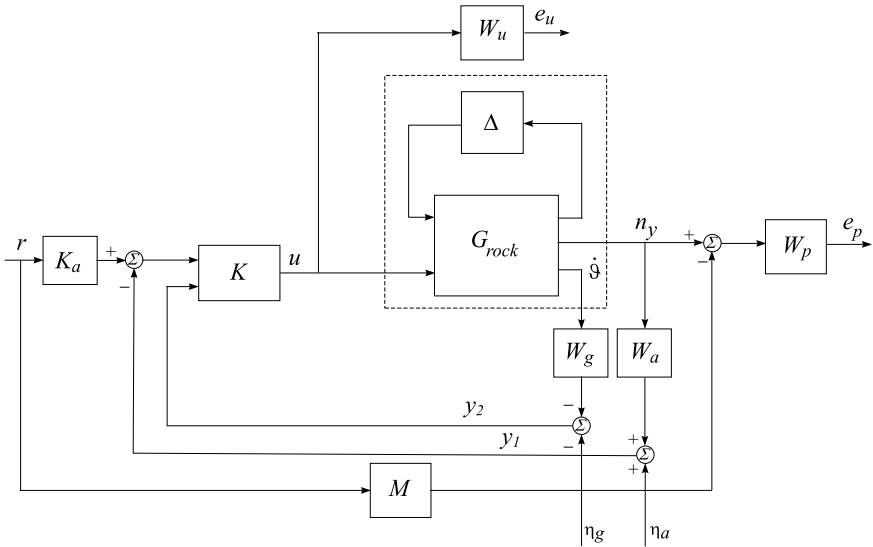 W_u
e_u
Δ
G_rock
n_y
e_p
r
K_a
+
Σ
−
K
u
+
Σ
−
W_p
ϑ̇
W_g
W_a
y_2
−
Σ
−
y_1
+
Σ
+
M
η_g
η_a